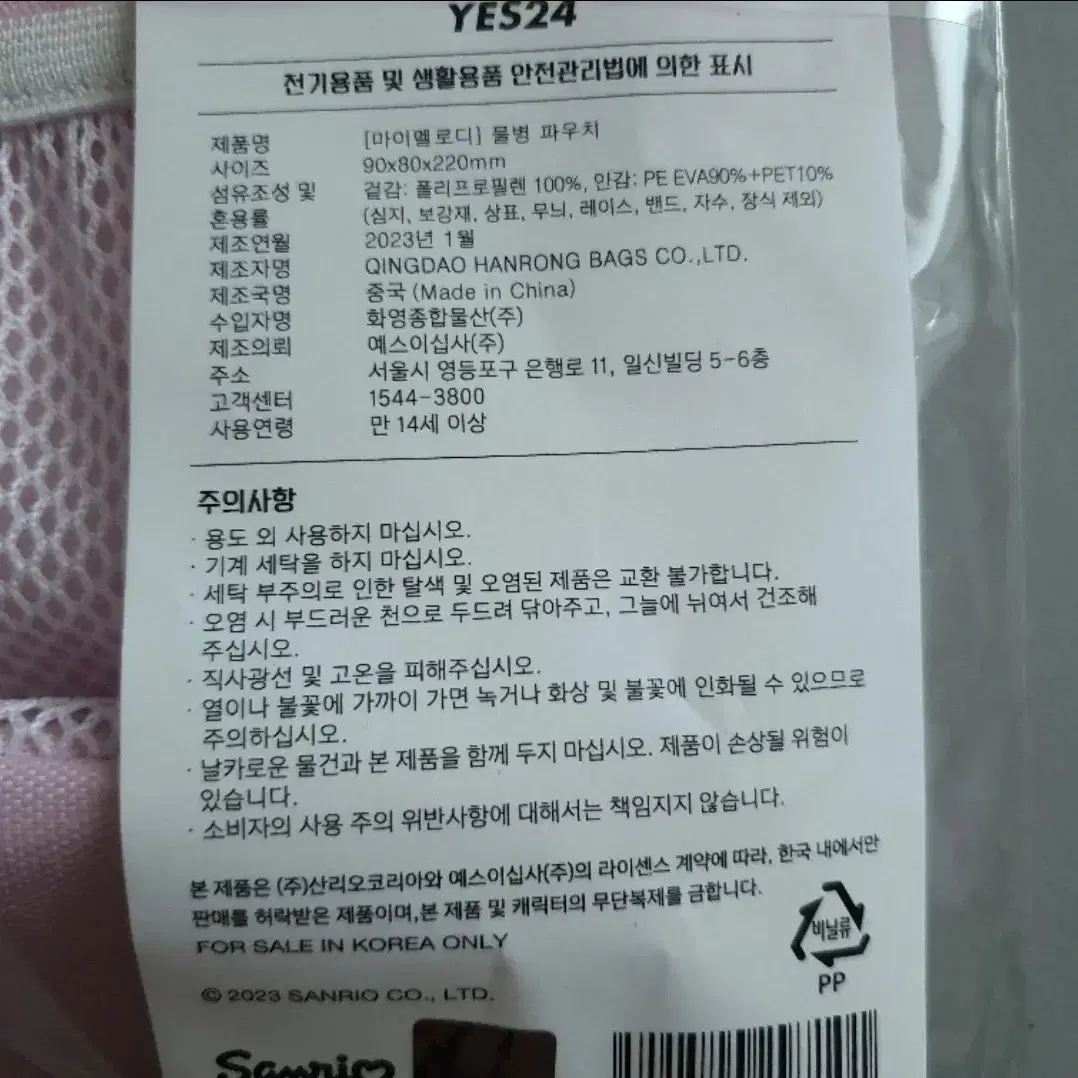 YES24
전기용품 및 생활용품 안전관리법에 의한 표시
제품명 [마이멜로디] 물병 파우치
사이즈 90x80x220mm
섬유조성 및 겉감: 폴리프로필렌 100%, 안감: PE EVA90%+PET10%
혼용률 (심지, 보강재, 상표, 무늬, 레이스, 밴드, 자수, 장식 제외)
제조연월 2023년 1월
제조자명 QINGDAO HANRONG BAGS CO.,LTD.
제조국명 중국 (Made in China)
수입자명 화영종합물산(주)
제조의뢰 예스이십사(주)
주소 서울시 영등포구 은행로 11, 일신빌딩 5-6층
고객센터 1544-3800
사용연령 만 14세 이상
주의사항
· 용도 외 사용하지 마십시오.
· 기계 세탁을 하지 마십시오.
· 세탁 부주의로 인한 탈색 및 오염된 제품은 교환 불가합니다.
· 오염 시 부드러운 천으로 두드려 닦아주고, 그늘에 뉘여서 건조해
주십시오.
· 직사광선 및 고온을 피해주십시오.
· 열이나 불꽃에 가까이 가면 녹거나 화상 및 불꽃에 인화될 수 있으므로
주의하십시오.
· 날카로운 물건과 본 제품을 함께 두지 마십시오. 제품이 손상될 위험이
있습니다.
· 소비자의 사용 주의 위반사항에 대해서는 책임지지 않습니다.
본 제품은 (주)산리오코리아와 예스이십사(주)의 라이센스 계약에 따라, 한국 내에서만
판매를 허락받은 제품이며,본 제품 및 캐릭터의 무단복제를 금합니다.
FOR SALE IN KOREA ONLY
비닐류
PP
© 2023 SANRIO CO., LTD.
Sanrio